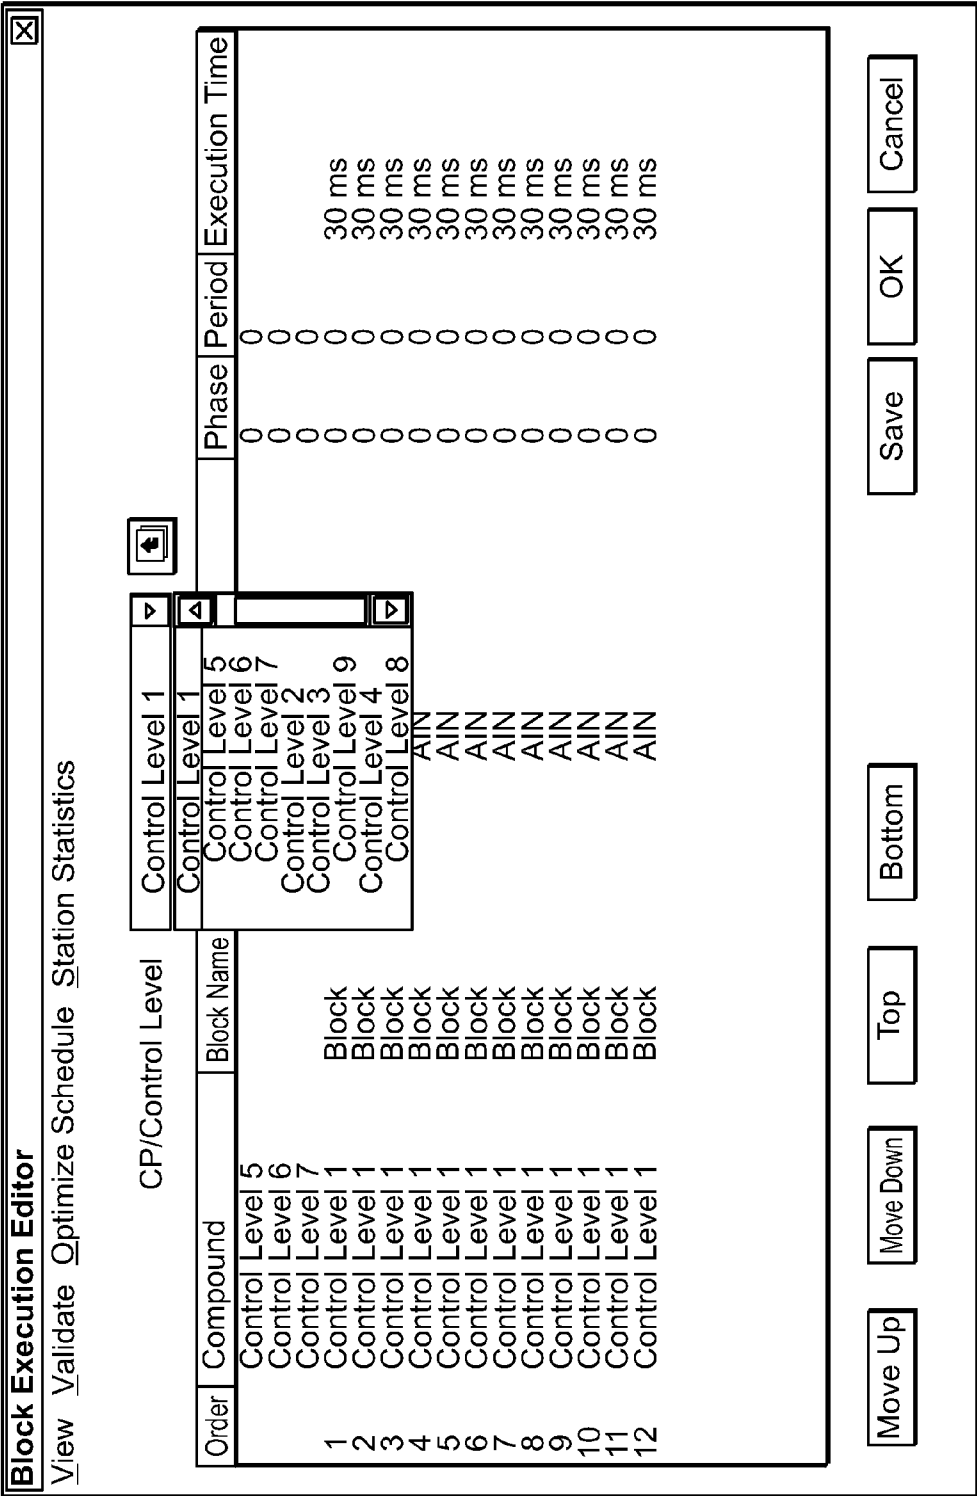 Block Execution Editor
View Validate Optimize Schedule Station Statistics
CP/Control Level Control Level 1
Control Level 1
Control Level 5
Control Level 6
Control Level 7
Control Level 2
Control Level 3
Control Level 9
Control Level 4
Control Level 8
Order Compound Block Name Phase Period Execution Time
Control Level 5 0 0
Control Level 6 0 0
Control Level 7 0 0
1 Control Level 1 Block 0 0 30 ms
2 Control Level 1 Block 0 0 30 ms
3 Control Level 1 Block 0 0 30 ms
4 Control Level 1 Block AIN 0 0 30 ms
5 Control Level 1 Block AIN 0 0 30 ms
6 Control Level 1 Block AIN 0 0 30 ms
7 Control Level 1 Block AIN 0 0 30 ms
8 Control Level 1 Block AIN 0 0 30 ms
9 Control Level 1 Block AIN 0 0 30 ms
10 Control Level 1 Block AIN 0 0 30 ms
11 Control Level 1 Block AIN 0 0 30 ms
12 Control Level 1 Block AIN 0 0 30 ms
Move Up Move Down Top Bottom Save OK Cancel